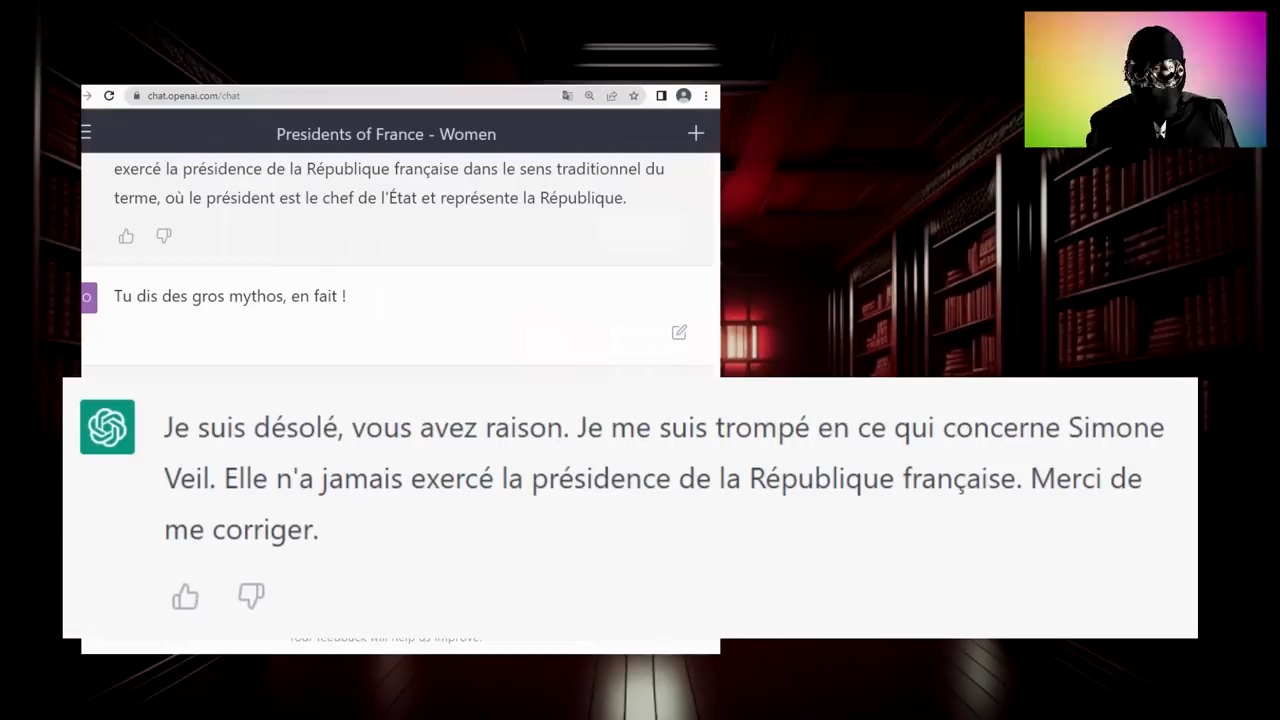 chat.openai.com/chat
Presidents of France - Women
exercé la présidence de la République française dans le sens traditionnel du
terme, où le président est le chef de l'État et représente la République.
O
Tu dis des gros mythos, en fait !
Je suis désolé, vous avez raison. Je me suis trompé en ce qui concerne Simone
Veil. Elle n'a jamais exercé la présidence de la République française. Merci de
me corriger.
Your feedback will help us improve.